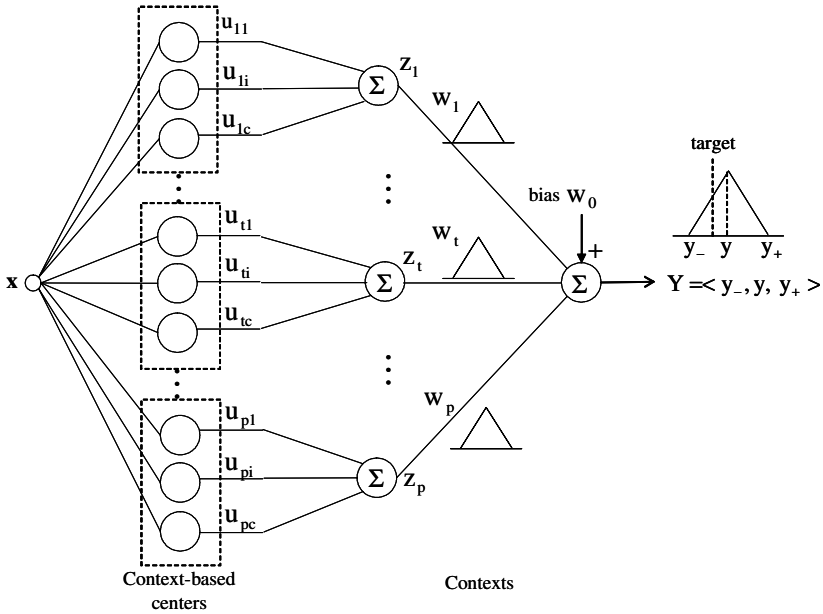 u11
u1i
u1c
z1
Σ
w1
target
bias w0
+
y− y y+
x
ut1
uti
utc
Σ
zt
wt
Σ
Y =< y−, y, y+ >
up1
upi
upc
Σ
zp
wp
Context-based
centers
Contexts